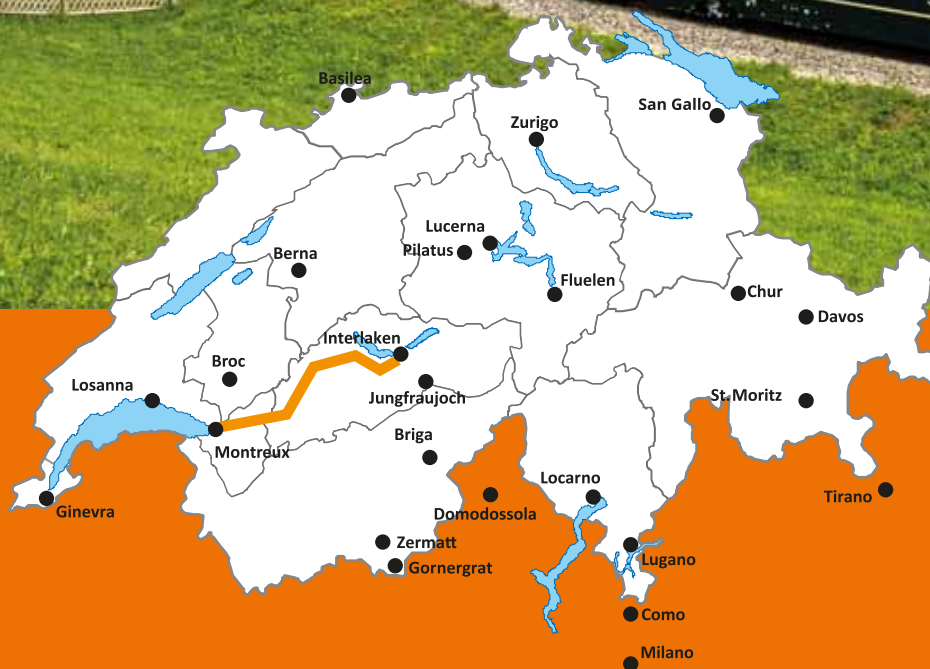 Basilea
San Gallo
Zurigo
Lucerna
Pilatus
Berna
Fluelen
Chur
Davos
Interlaken
Broc
Losanna
Jungfraujoch
St.Moritz
Briga
Montreux
Locarno
Tirano
Ginevra
Domodossola
Zermatt
Gornergrat
Lugano
Como
Milano